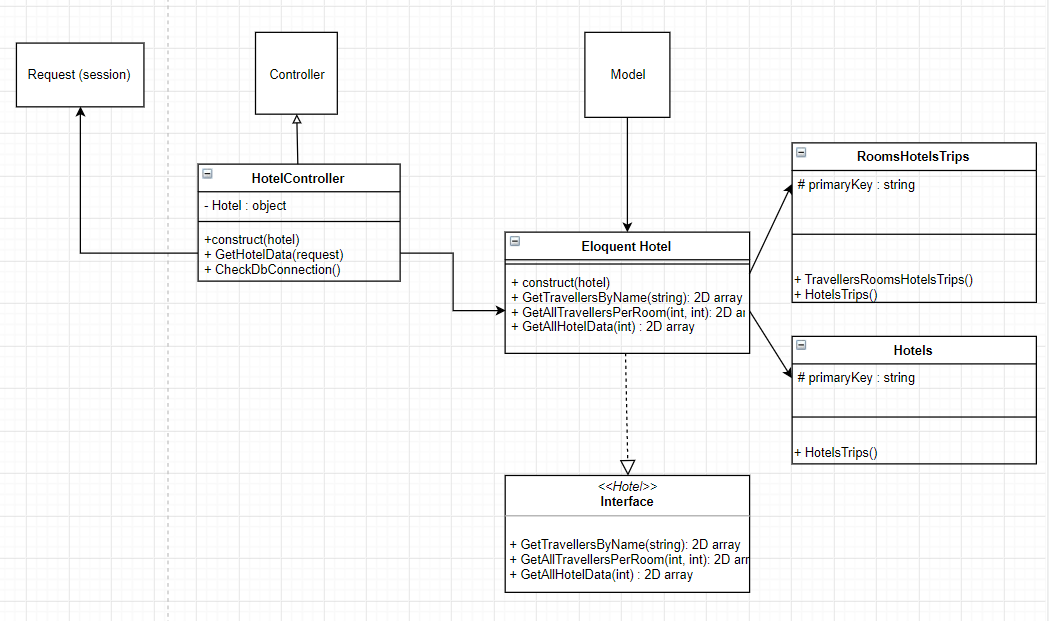 Request (session)
Controller
Model
HotelController
- Hotel : object
+construct(hotel)
+ GetHotelData(request)
+ CheckDbConnection()
Eloquent Hotel
+ construct(hotel)
+ GetTravellersByName(string): 2D array
+ GetAllTravellersPerRoom(int, int): 2D ar
+ GetAllHotelData(int) : 2D array
RoomsHotelsTrips
# primaryKey : string
+ TravellersRoomsHotelsTrips()
+ HotelsTrips()
Hotels
# primaryKey : string
+ HotelsTrips()
<<Hotel>>
Interface
+ GetTravellersByName(string): 2D array
+ GetAllTravellersPerRoom(int, int): 2D arr
+ GetAllHotelData(int) : 2D array